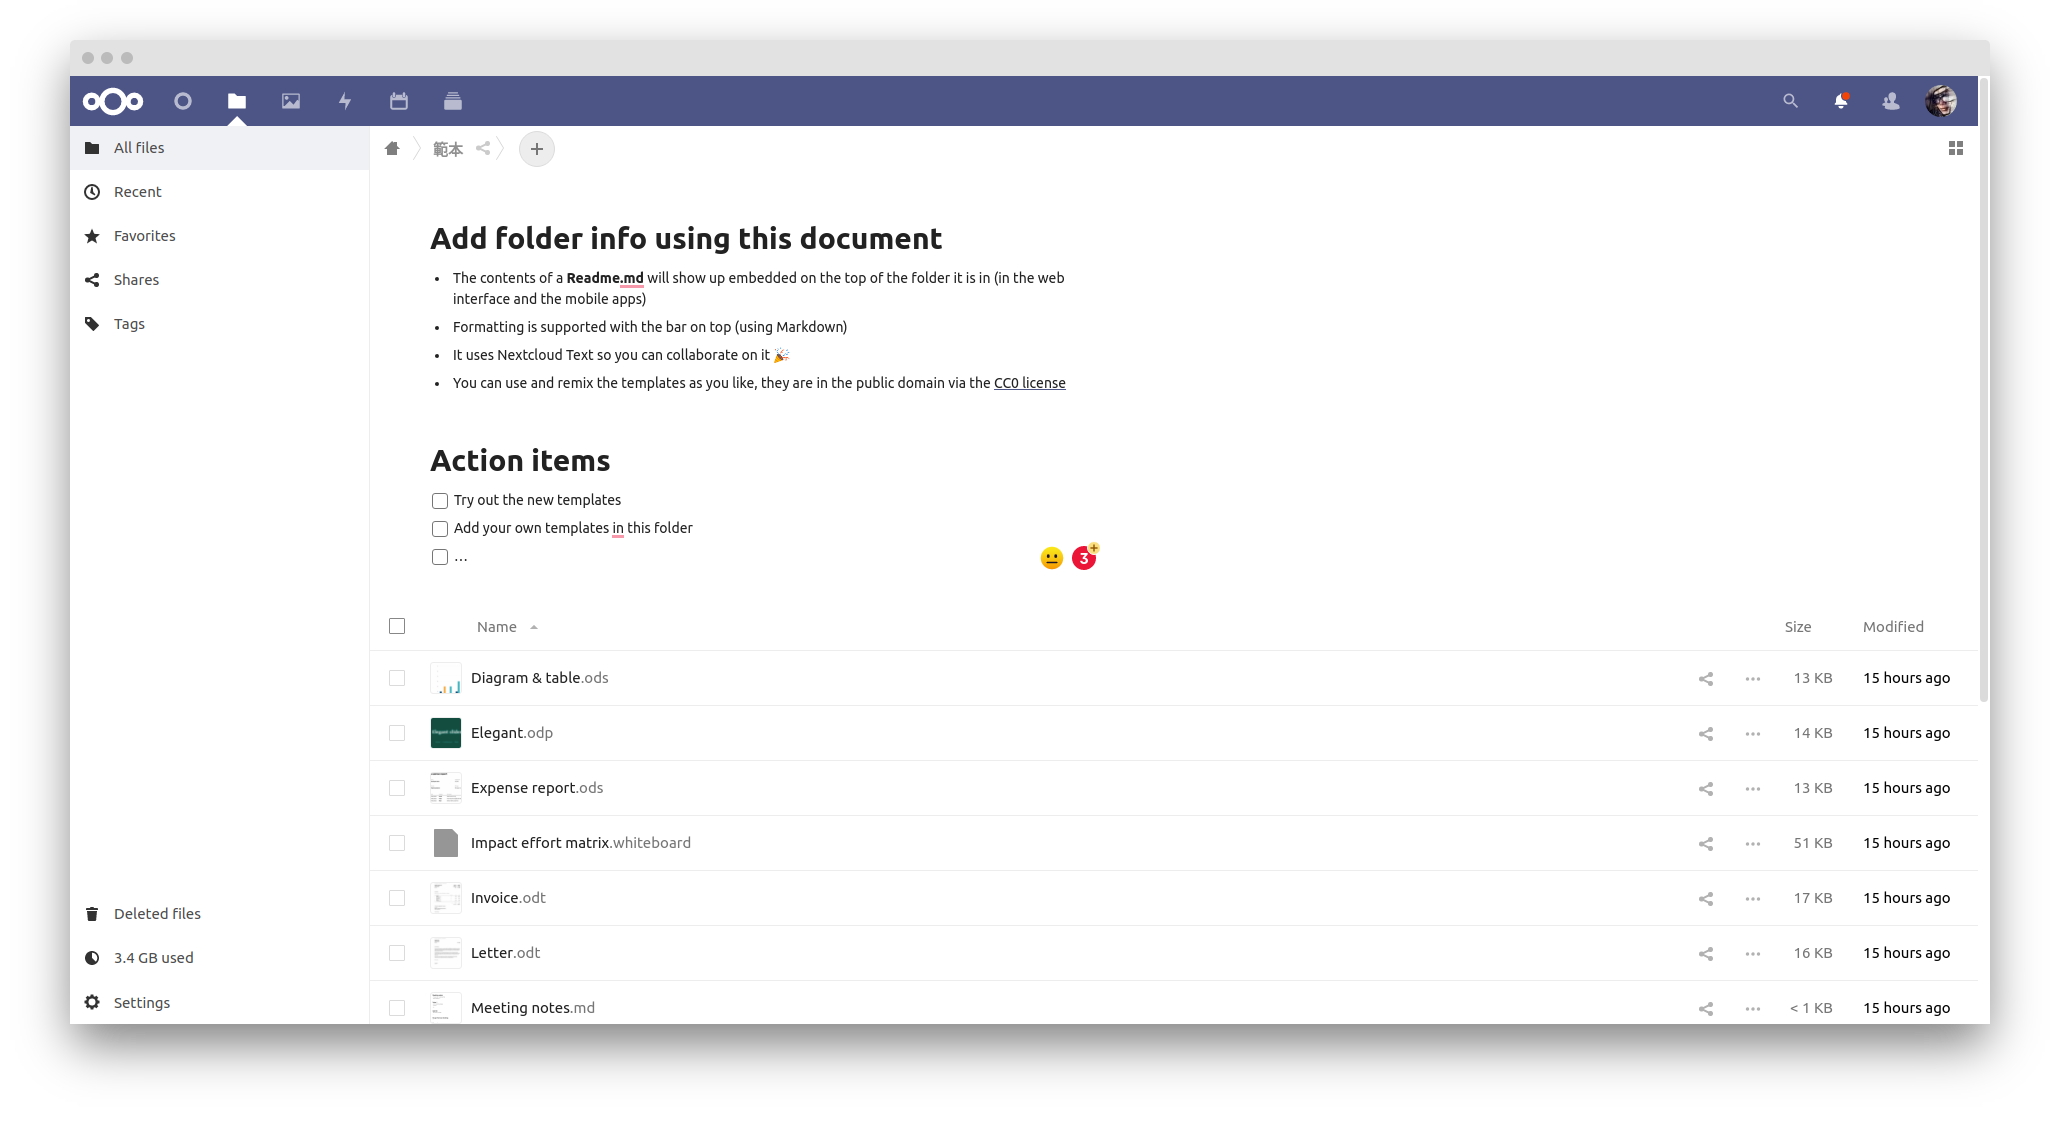 All files
Recent
Favorites
Shares
Tags
Deleted files
3.4 GB used
Settings
範本
+
Add folder info using this document
• The contents of a Readme.md will show up embedded on the top of the folder it is in (in the web
interface and the mobile apps)
• Formatting is supported with the bar on top (using Markdown)
• It uses Nextcloud Text so you can collaborate on it 🎉
• You can use and remix the templates as you like, they are in the public domain via the CC0 license
Action items
Try out the new templates
Add your own templates in this folder
…
3 +
Name Size Modified
Diagram & table.ods 13 KB 15 hours ago
Elegant.odp 14 KB 15 hours ago
Expense report.ods 13 KB 15 hours ago
Impact effort matrix.whiteboard 51 KB 15 hours ago
Invoice.odt 17 KB 15 hours ago
Letter.odt 16 KB 15 hours ago
Meeting notes.md < 1 KB 15 hours ago